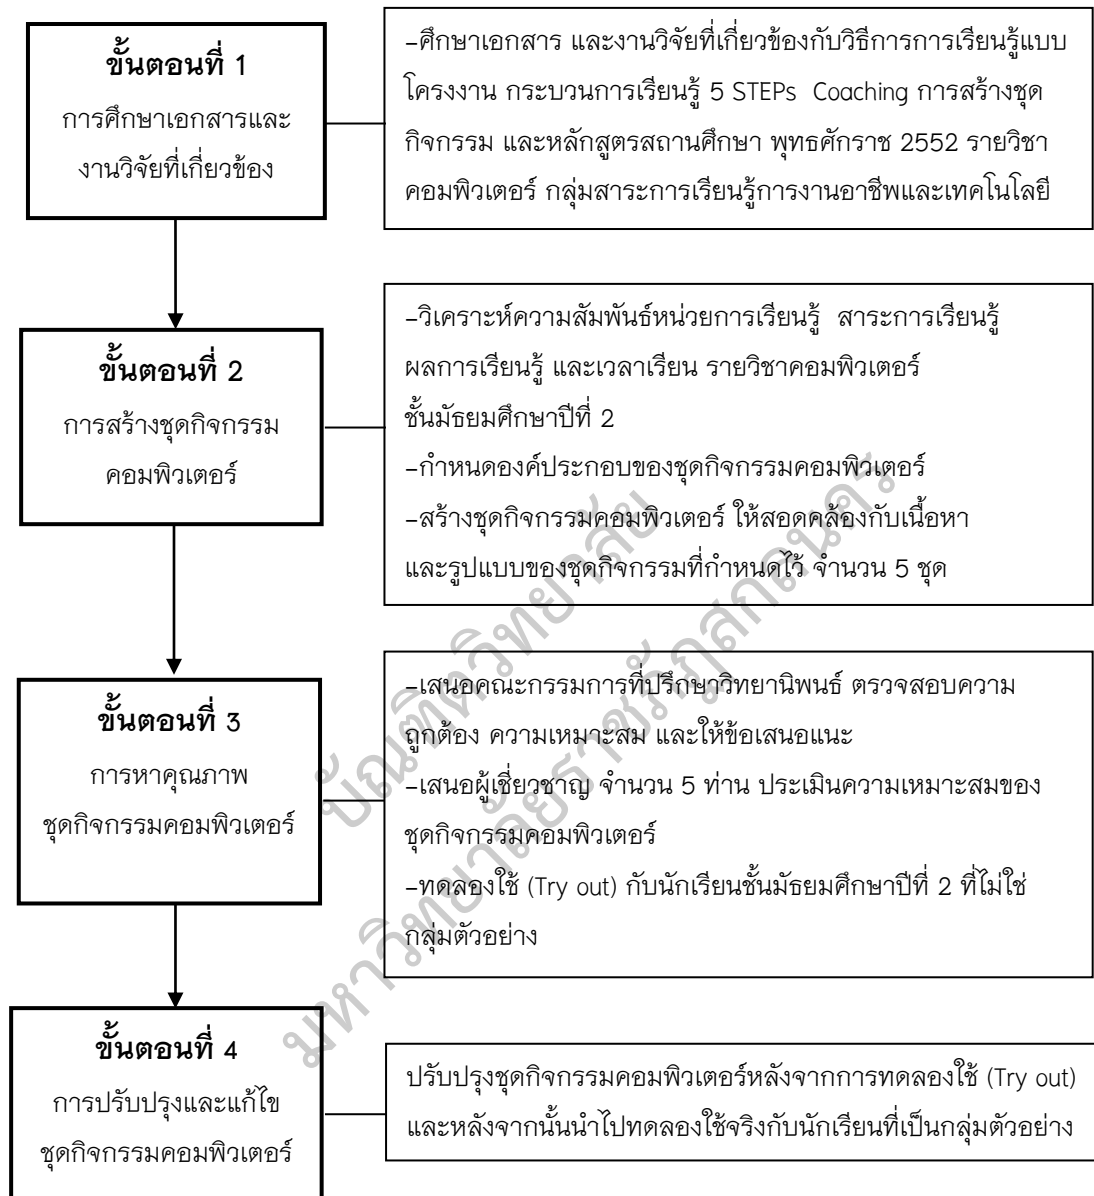 ขั้นตอนที่ 1
การศึกษาเอกสารและ
งานวิจัยที่เกี่ยวข้อง
-ศึกษาเอกสาร และงานวิจัยที่เกี่ยวข้องกับวิธีการการเรียนรู้แบบ
โครงงาน กระบวนการเรียนรู้ 5 STEPs Coaching การสร้างชุด
กิจกรรม และหลักสูตรสถานศึกษา พุทธศักราช 2552 รายวิชา
คอมพิวเตอร์ กลุ่มสาระการเรียนรู้การงานอาชีพและเทคโนโลยี
ขั้นตอนที่ 2
การสร้างชุดกิจกรรม
คอมพิวเตอร์
-วิเคราะห์ความสัมพันธ์หน่วยการเรียนรู้ สาระการเรียนรู้
ผลการเรียนรู้ และเวลาเรียน รายวิชาคอมพิวเตอร์
ชั้นมัธยมศึกษาปีที่ 2
-กำหนดองค์ประกอบของชุดกิจกรรมคอมพิวเตอร์
-สร้างชุดกิจกรรมคอมพิวเตอร์ ให้สอดคล้องกับเนื้อหา
และรูปแบบของชุดกิจกรรมที่กำหนดไว้ จำนวน 5 ชุด
ขั้นตอนที่ 3
การหาคุณภาพ
ชุดกิจกรรมคอมพิวเตอร์
-เสนอคณะกรรมการที่ปรึกษาวิทยานิพนธ์ ตรวจสอบความ
ถูกต้อง ความเหมาะสม และให้ข้อเสนอแนะ
-เสนอผู้เชี่ยวชาญ จำนวน 5 ท่าน ประเมินความเหมาะสมของ
ชุดกิจกรรมคอมพิวเตอร์
-ทดลองใช้ (Try out) กับนักเรียนชั้นมัธยมศึกษาปีที่ 2 ที่ไม่ใช่
กลุ่มตัวอย่าง
ขั้นตอนที่ 4
การปรับปรุงและแก้ไข
ชุดกิจกรรมคอมพิวเตอร์
ปรับปรุงชุดกิจกรรมคอมพิวเตอร์หลังจากการทดลองใช้ (Try out)
และหลังจากนั้นนำไปทดลองใช้จริงกับนักเรียนที่เป็นกลุ่มตัวอย่าง
บัณฑิตวิทยาลัย
มหาวิทยาลัยราชภัฏสกลนคร